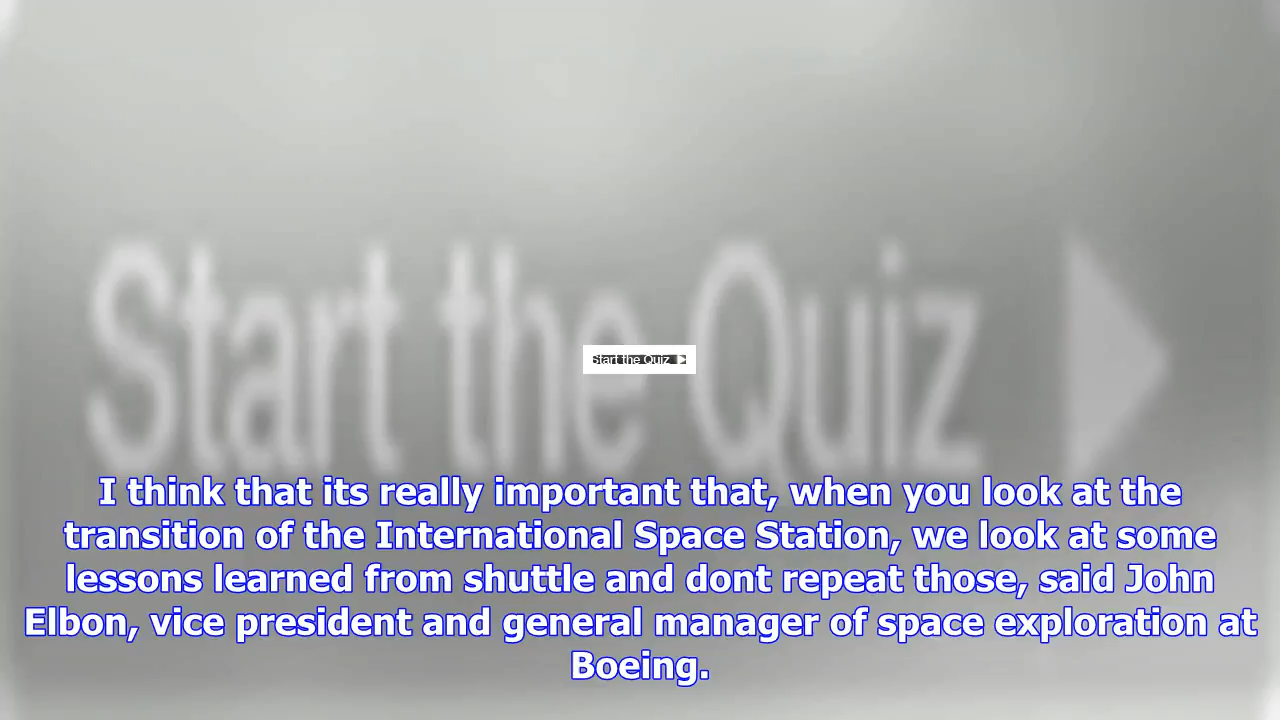 Start the Quiz
Start the Quiz
I think that its really important that, when you look at the
transition of the International Space Station, we look at some
lessons learned from shuttle and dont repeat those, said John
Elbon, vice president and general manager of space exploration at
Boeing.